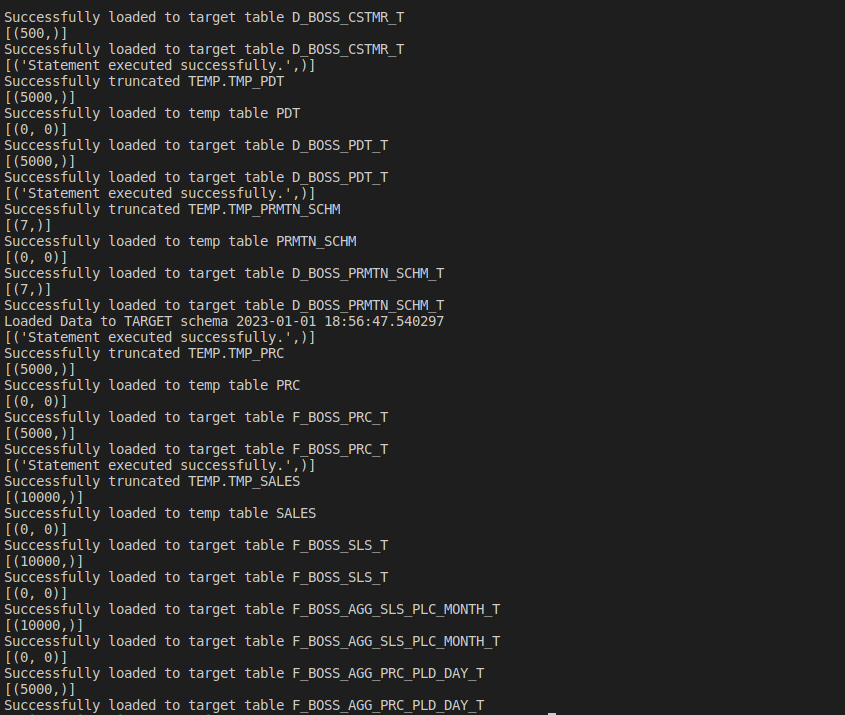 Successfully loaded to target table D_BOSS_CSTMR_T
[(500,)]
Successfully loaded to target table D_BOSS_CSTMR_T
[('Statement executed successfully.',)]
Successfully truncated TEMP.TMP_PDT
[(5000,)]
Successfully loaded to temp table PDT
[(0, 0)]
Successfully loaded to target table D_BOSS_PDT_T
[(5000,)]
Successfully loaded to target table D_BOSS_PDT_T
[('Statement executed successfully.',)]
Successfully truncated TEMP.TMP_PRMTN_SCHM
[(7,)]
Successfully loaded to temp table PRMTN_SCHM
[(0, 0)]
Successfully loaded to target table D_BOSS_PRMTN_SCHM_T
[(7,)]
Successfully loaded to target table D_BOSS_PRMTN_SCHM_T
Loaded Data to TARGET schema 2023-01-01 18:56:47.540297
[('Statement executed successfully.',)]
Successfully truncated TEMP.TMP_PRC
[(5000,)]
Successfully loaded to temp table PRC
[(0, 0)]
Successfully loaded to target table F_BOSS_PRC_T
[(5000,)]
Successfully loaded to target table F_BOSS_PRC_T
[('Statement executed successfully.',)]
Successfully truncated TEMP.TMP_SALES
[(10000,)]
Successfully loaded to temp table SALES
[(0, 0)]
Successfully loaded to target table F_BOSS_SLS_T
[(10000,)]
Successfully loaded to target table F_BOSS_SLS_T
[(0, 0)]
Successfully loaded to target table F_BOSS_AGG_SLS_PLC_MONTH_T
[(10000,)]
Successfully loaded to target table F_BOSS_AGG_SLS_PLC_MONTH_T
[(0, 0)]
Successfully loaded to target table F_BOSS_AGG_PRC_PLD_DAY_T
[(5000,)]
Successfully loaded to target table F_BOSS_AGG_PRC_PLD_DAY_T